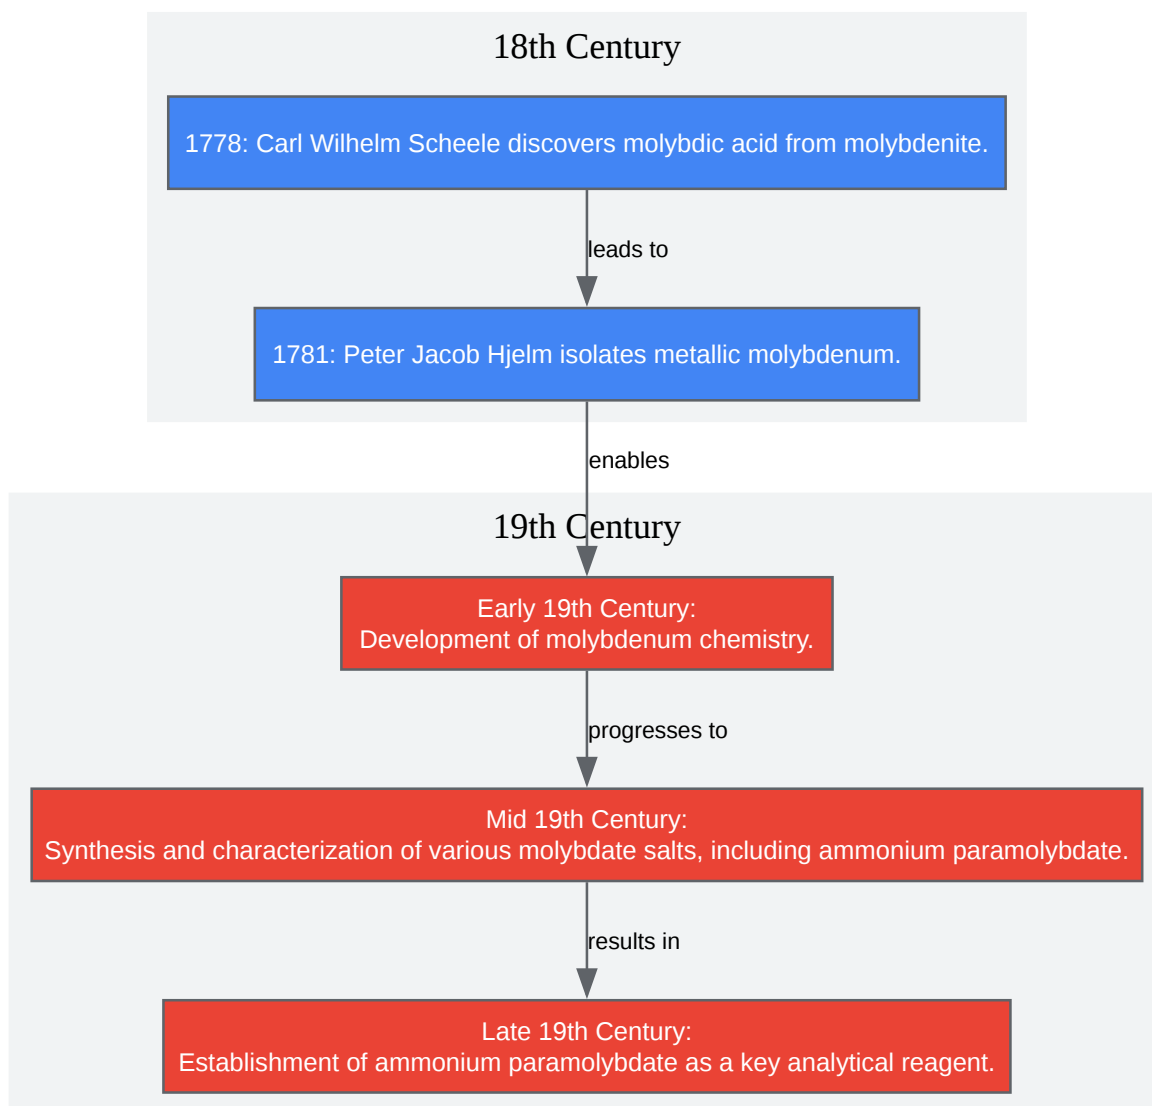 18th Century
1778: Carl Wilhelm Scheele discovers molybdic acid from molybdenite.
leads to
1781: Peter Jacob Hjelm isolates metallic molybdenum.
enables
19th Century
Early 19th Century:
Development of molybdenum chemistry.
progresses to
Mid 19th Century:
Synthesis and characterization of various molybdate salts, including ammonium paramolybdate.
results in
Late 19th Century:
Establishment of ammonium paramolybdate as a key analytical reagent.